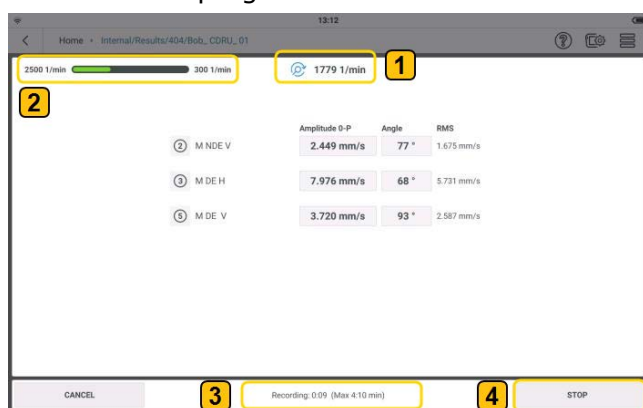 13:12
Home • Internal/Results/404/Bob_CDRU_01
2500 1/min 300 1/min 1779 1/min 1
2
Amplitude 0-P Angle RMS
2 M NDE V 2.449 mm/s 77 ° 1.675 mm/s
3 M DE H 7.976 mm/s 68 ° 5.731 mm/s
5 M DE V 3.720 mm/s 93 ° 2.587 mm/s
CANCEL 3 Recording: 0:09 (Max 4:10 min) 4 STOP